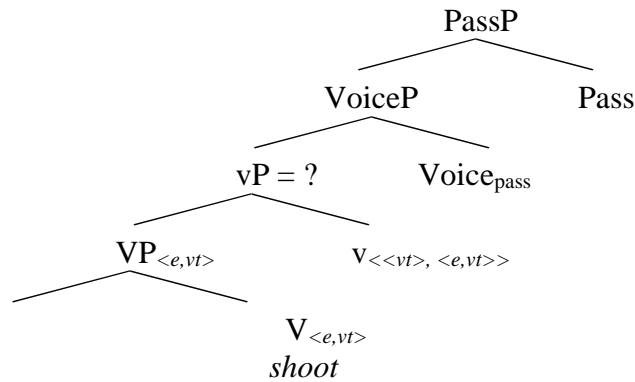 PassP
VoiceP Pass
vP = ? Voicepass
VP<e,vt> v<<vt>, <e,vt>>
V<e,vt>
shoot